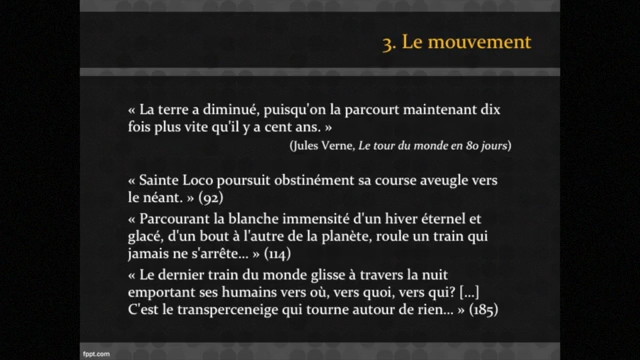 3. Le mouvement
« La terre a diminué, puisqu'on la parcourt maintenant dix
fois plus vite qu'il y a cent ans. »
(Jules Verne, Le tour du monde en 80 jours)
« Sainte Loco poursuit obstinément sa course aveugle vers
le néant. » (92)
« Parcourant la blanche immensité d'un hiver éternel et
glacé, d'un bout à l'autre de la planète, roule un train qui
jamais ne s'arrête... » (114)
« Le dernier train du monde glisse à travers la nuit
emportant ses humains vers où, vers quoi, vers qui? [...]
C'est le transperceneige qui tourne autour de rien... » (185)
fppt.com